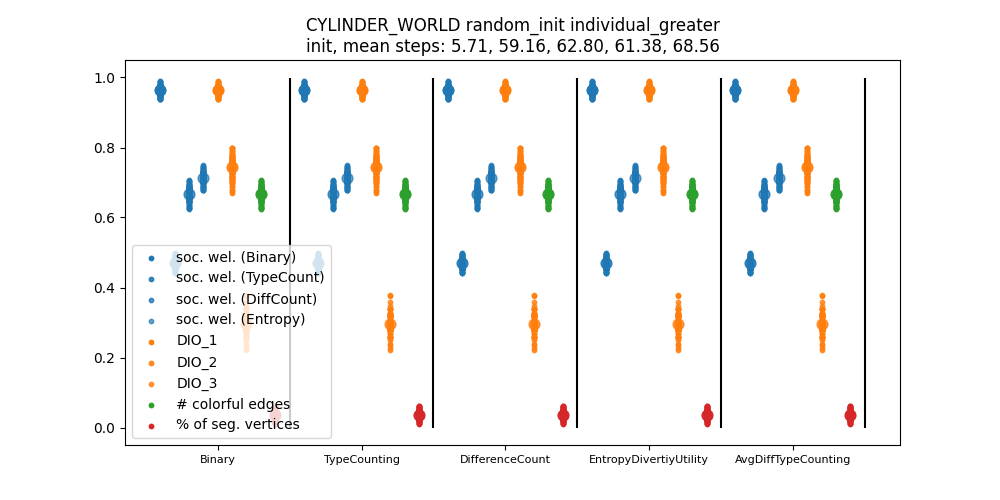 CYLINDER_WORLD random_init individual_greater
init, mean steps: 5.71, 59.16, 62.80, 61.38, 68.56
1.0
0.8
0.6
0.4
0.2
0.0
soc. wel. (Binary)
soc. wel. (TypeCount)
soc. wel. (DiffCount)
soc. wel. (Entropy)
DIO_1
DIO_2
DIO_3
# colorful edges
% of seg. vertices
Binary
TypeCounting
DifferenceCount
EntropyDivertiyUtility
AvgDiffTypeCounting